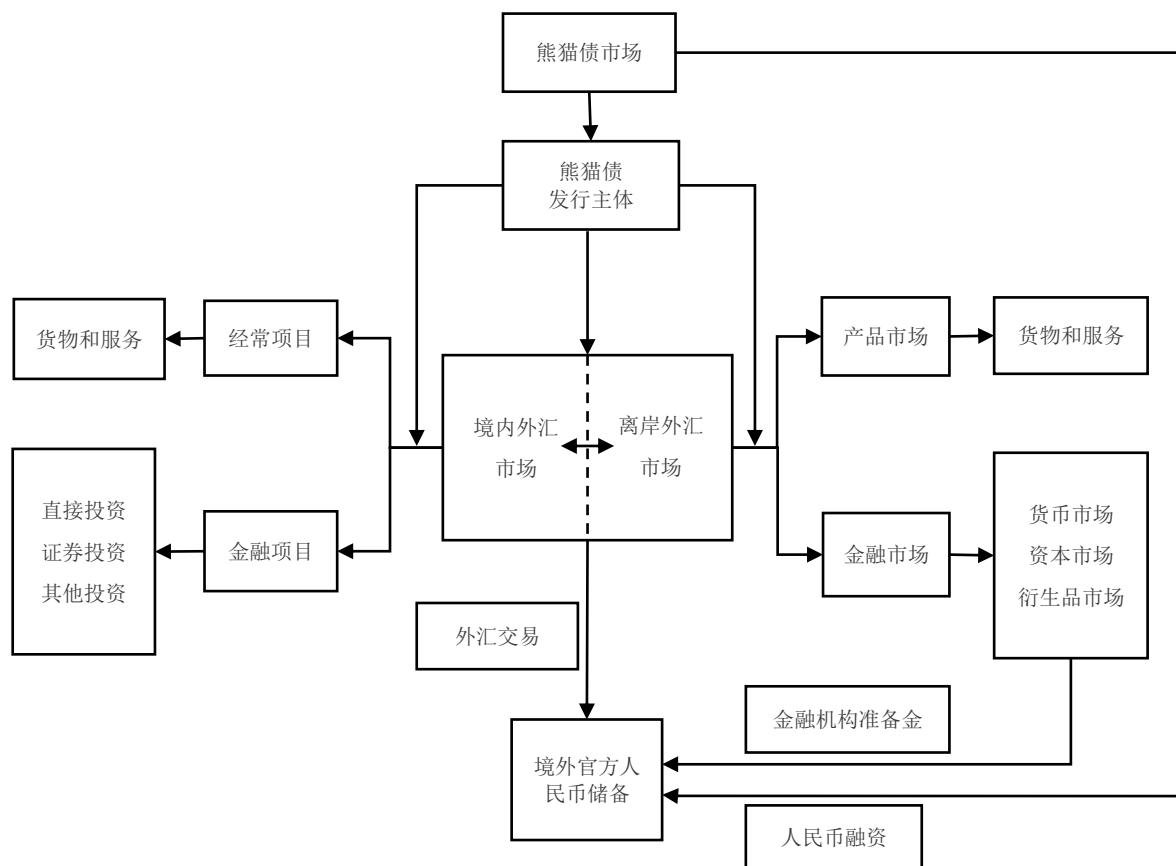 熊猫债市场
熊猫债
发行主体
货物和服务
经常项目
产品市场
货物和服务
境内外汇
市场
离岸外汇
市场
直接投资
证券投资
其他投资
金融项目
金融市场
货币市场
资本市场
衍生品市场
外汇交易
金融机构准备金
境外官方人
民币储备
人民币融资